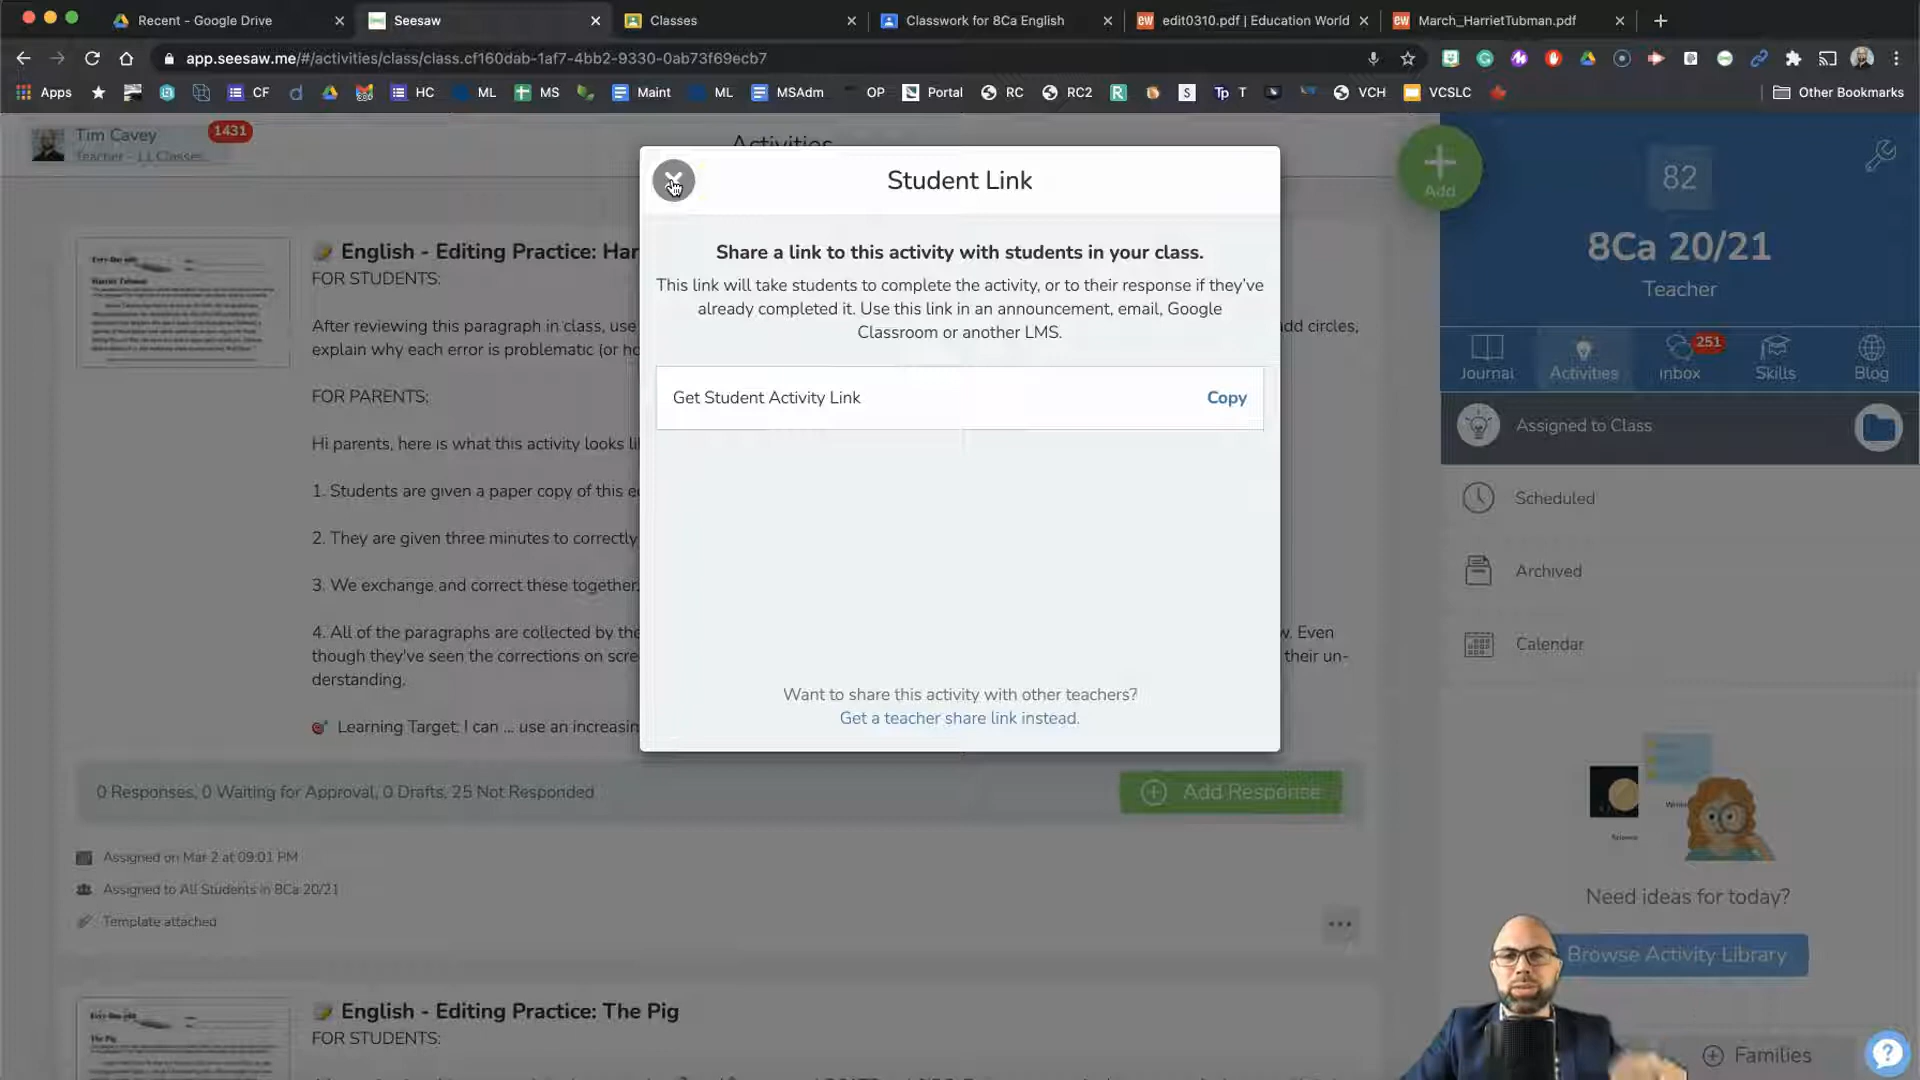 Recent - Google Drive
Seesaw
Classes
Classwork for 8Ca English
edit0310.pdf | Education World
March_HarrietTubman.pdf
app.seesaw.me/#/activities/class/class.cf160dab-1af7-4bb2-9330-0ab73f69ecb7
Apps
CF
HC
ML
MS
Maint
ML
MSAdm
OP
Portal
RC
RC2
R
S
Tp T
VCH
VCSLC
Other Bookmarks
Tim Cavey
1431
Teacher - 11 Classes...
Activities
Add
82
8Ca 20/21
Teacher
Journal
Activities
Inbox
251
Skills
Blog
Assigned to Class
Scheduled
Archived
Calendar
Student Link
Share a link to this activity with students in your class.
This link will take students to complete the activity, or to their response if they've
already completed it. Use this link in an announcement, email, Google
Classroom or another LMS.
Get Student Activity Link
Copy
Want to share this activity with other teachers?
Get a teacher share link instead.
Every-Day edit
Harriet Tubman
English - Editing Practice: Har
FOR STUDENTS:
After reviewing this paragraph in class, use
add circles,
explain why each error is problematic (or ho
FOR PARENTS:
Hi parents, here is what this activity looks li
1. Students are given a paper copy of this e
2. They are given three minutes to correctly
3. We exchange and correct these together.
4. All of the paragraphs are collected by the
w. Even
though they've seen the corrections on scre
their un-
derstanding.
Learning Target: I can ... use an increasin
0 Responses, 0 Waiting for Approval, 0 Drafts, 25 Not Responded
Add Response
Assigned on Mar 2 at 09:01 PM
Assigned to All Students in 8Ca 20/21
Template attached
Every-Day edit
The Pig
English - Editing Practice: The Pig
FOR STUDENTS:
Science
Need ideas for today?
Browse Activity Library
Families
?